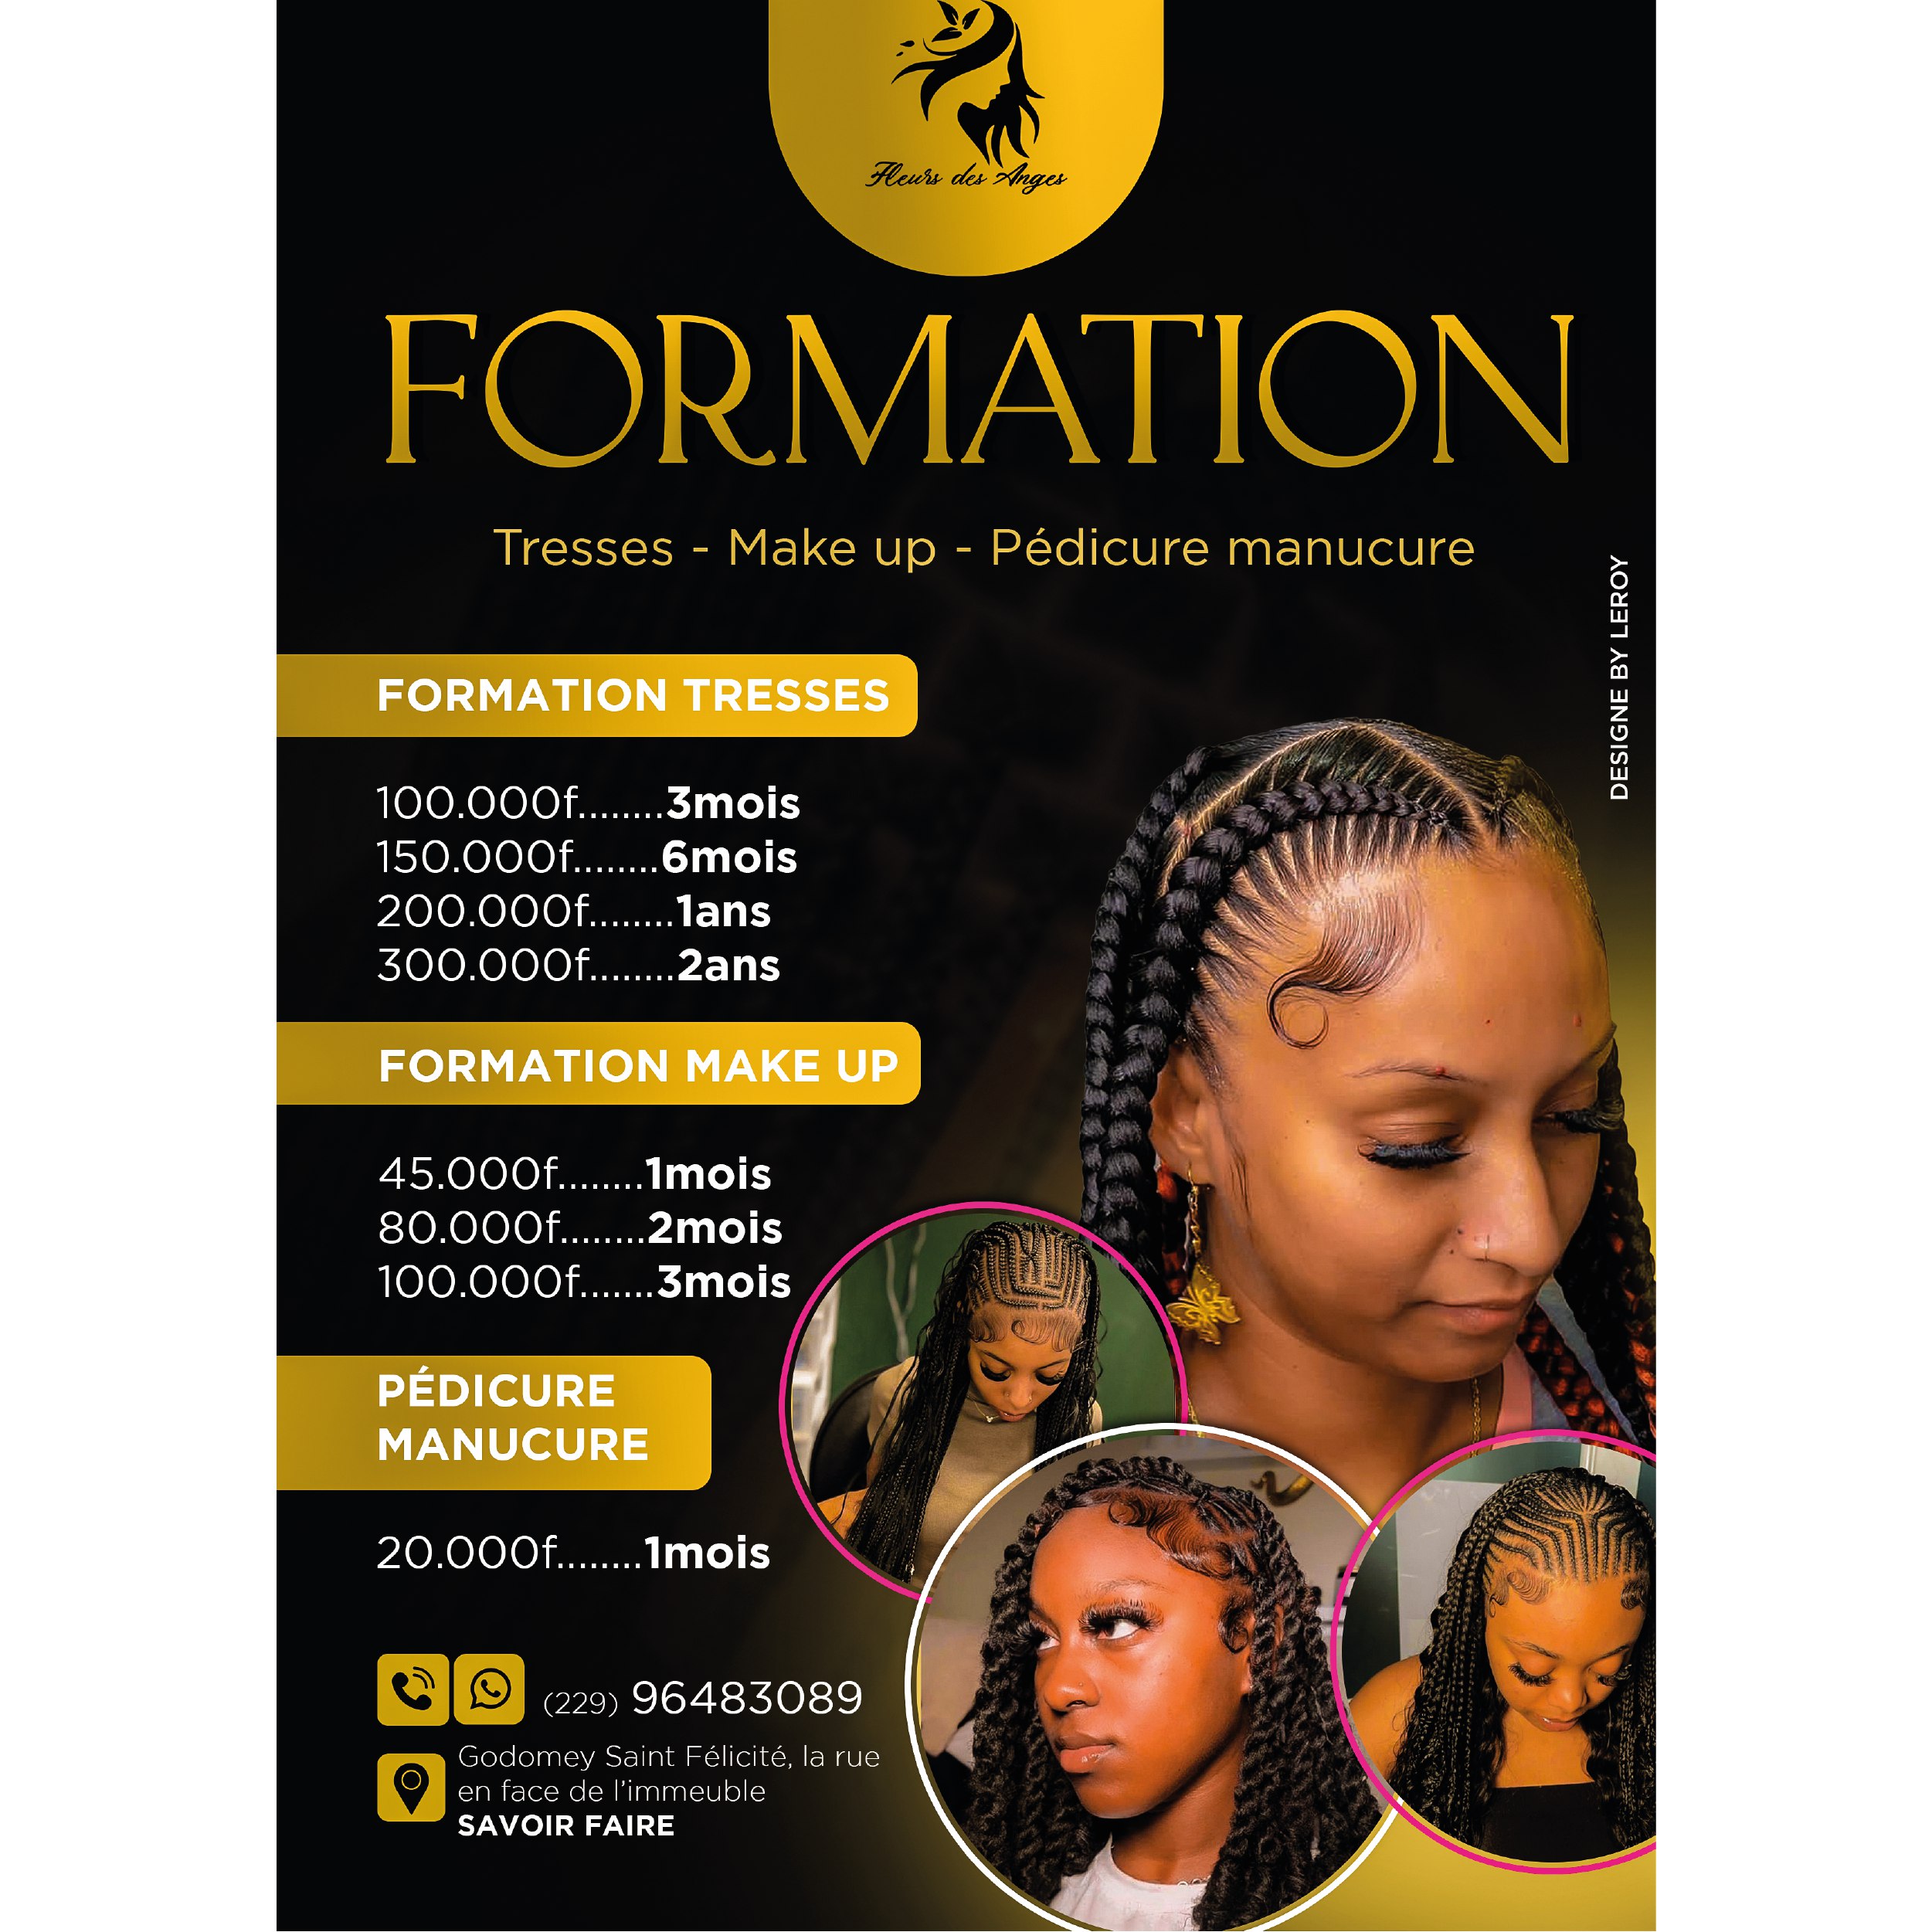 Fleurs des Anges
FORMATION
Tresses - Make up - Pédicure manucure
DESIGNE BY LEROY
FORMATION TRESSES
100.000f........3mois
150.000f........6mois
200.000f........1ans
300.000f........2ans
FORMATION MAKE UP
45.000f........1mois
80.000f........2mois
100.000f.......3mois
PÉDICURE
MANUCURE
20.000f........1mois
(229) 96483089
Godomey Saint Félicité, la rue
en face de l'immeuble
SAVOIR FAIRE